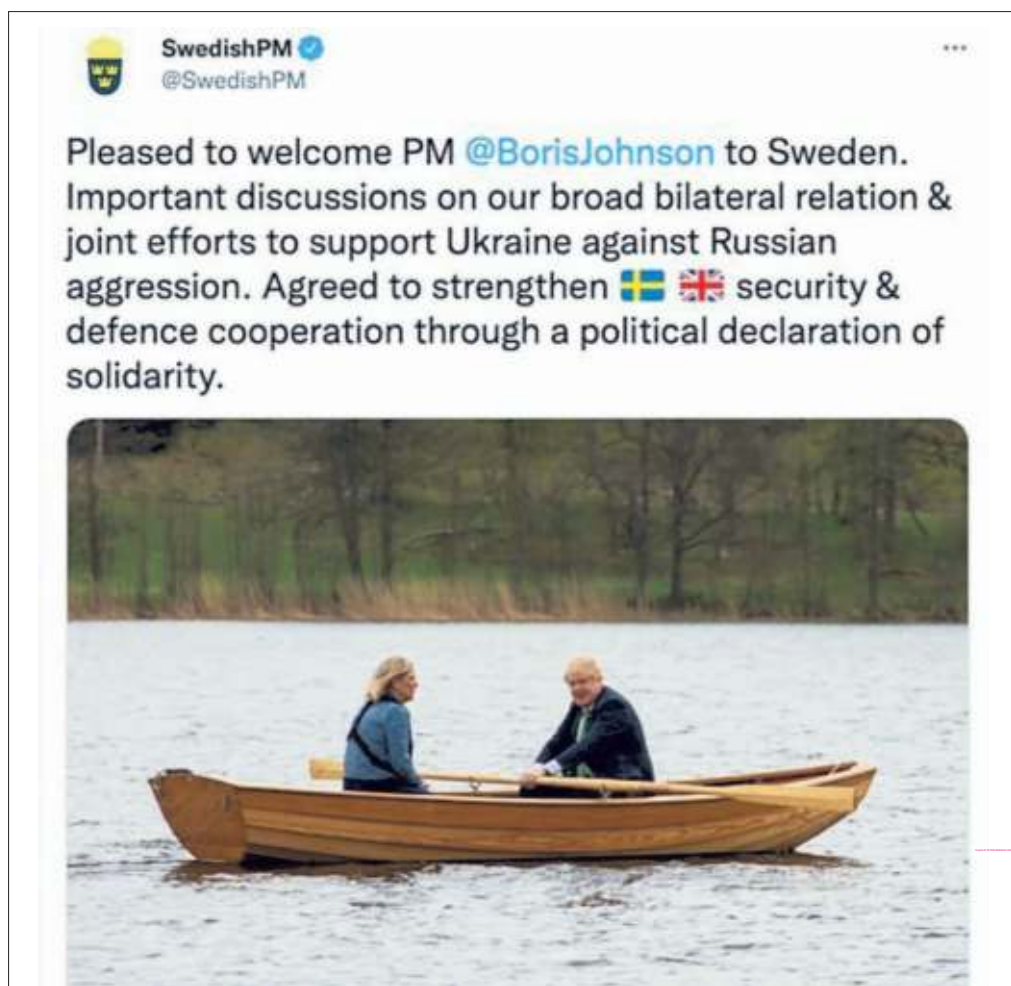 SwedishPM
@SwedishPM
Pleased to welcome PM @BorisJohnson to Sweden.
Important discussions on our broad bilateral relation &
joint efforts to support Ukraine against Russian
aggression. Agreed to strengthen 🇸🇪 🇬🇧 security &
defence cooperation through a political declaration of
solidarity.